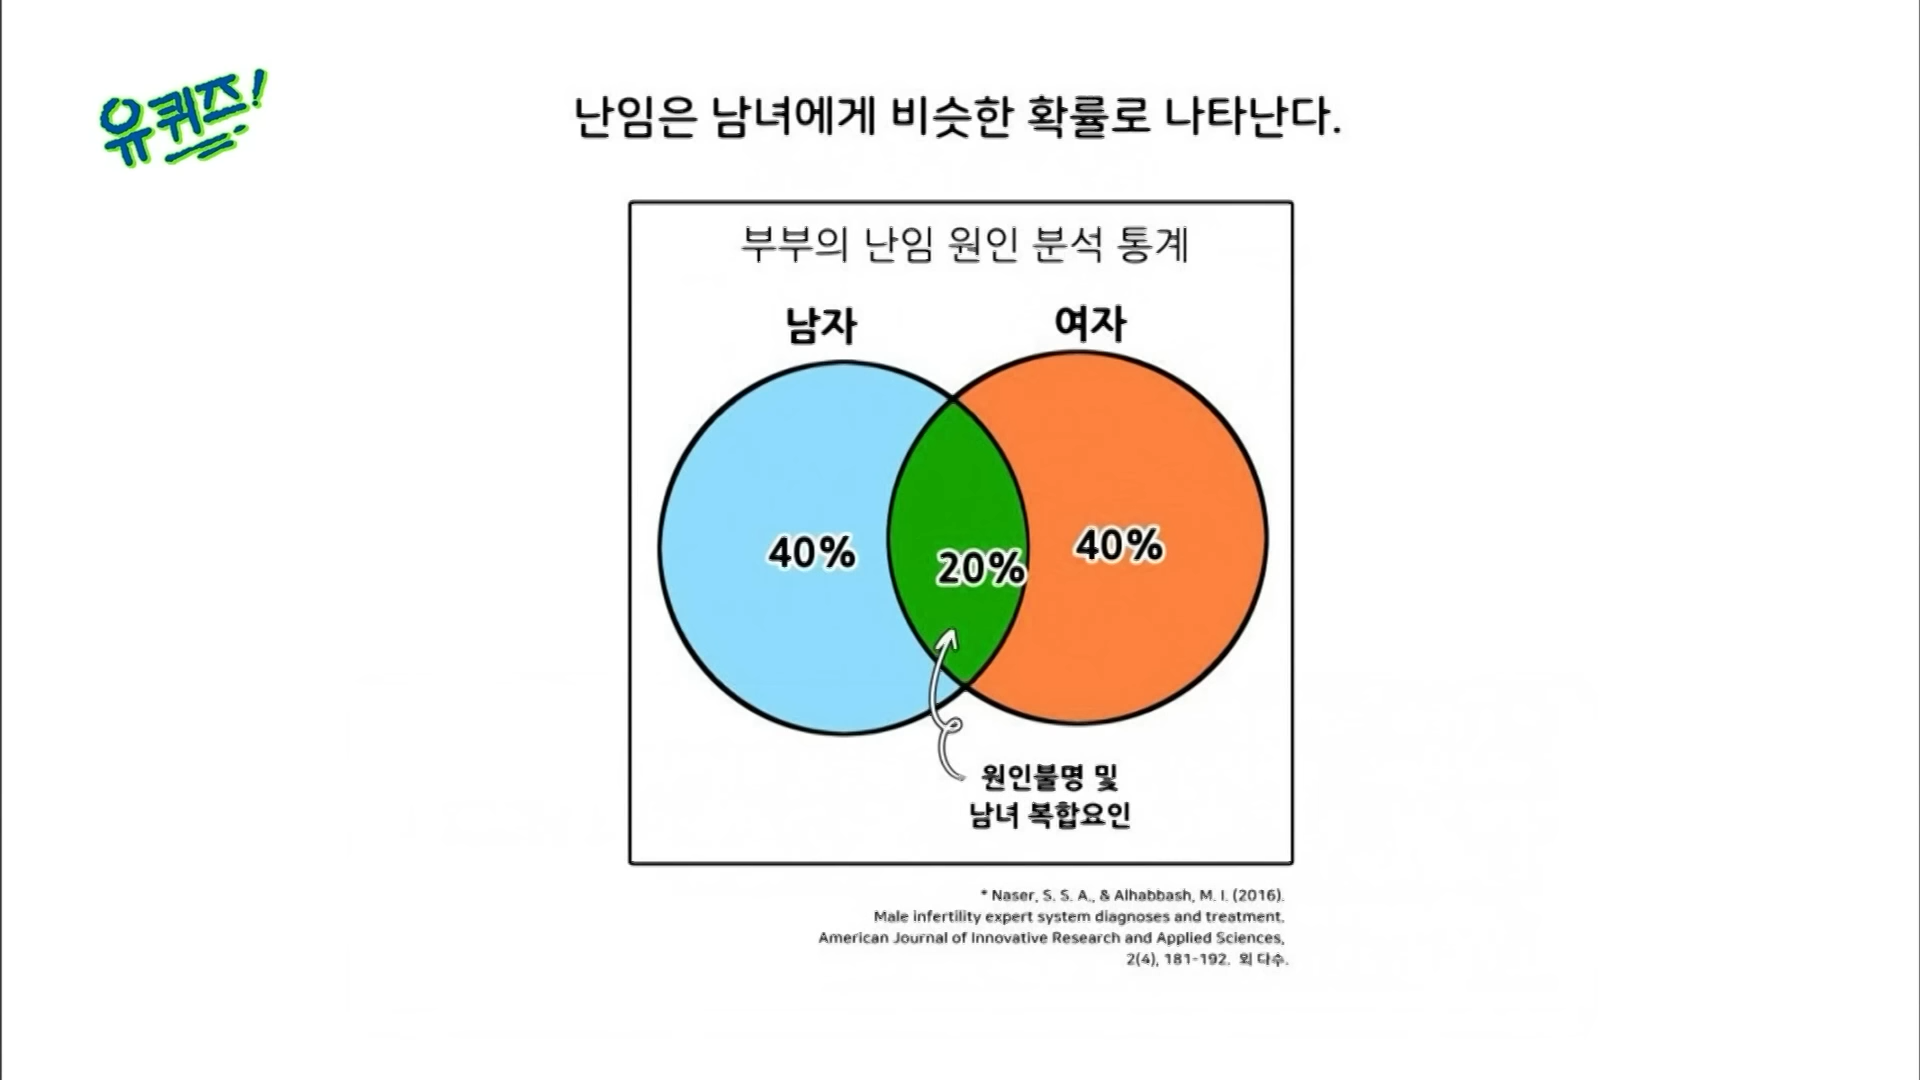 유퀴즈!
난임은 남녀에게 비슷한 확률로 나타난다.
부부의 난임 원인 분석 통계
남자
여자
40%
20%
40%
원인불명 및
남녀 복합요인
* Naser, S. S. A., & Alhabbash, M. I. (2016).
Male infertility expert system diagnoses and treatment.
American Journal of Innovative Research and Applied Sciences,
2(4), 181-192. 외 다수.